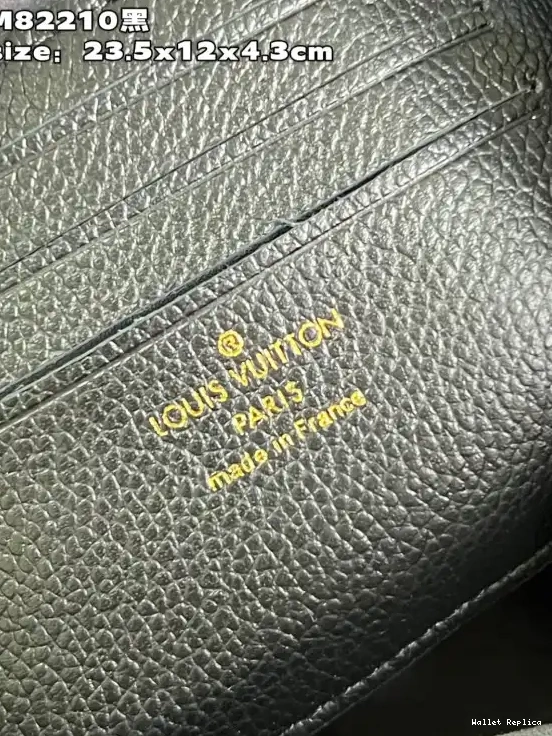 M82210黑
size: 23.5x12x4.3cm
®
LOUIS VUITTON
PARIS
made in France
Wallet Replica